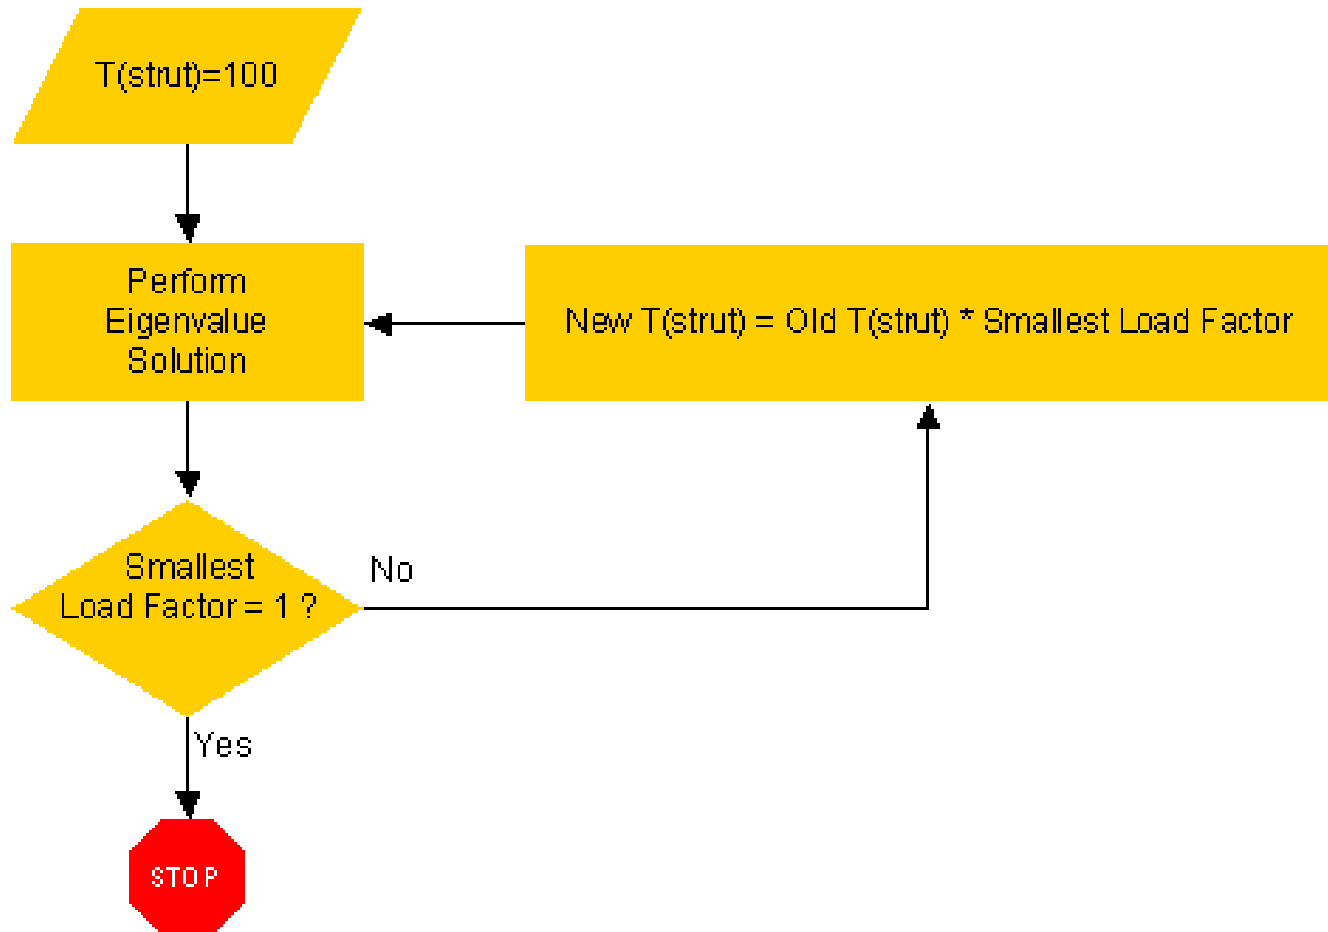 T(strut)=100
Perform
Eigenvalue
Solution
New T(strut) = Old T(strut) * Smallest Load Factor
Smallest
Load Factor = 1 ?
No
Yes
STOP